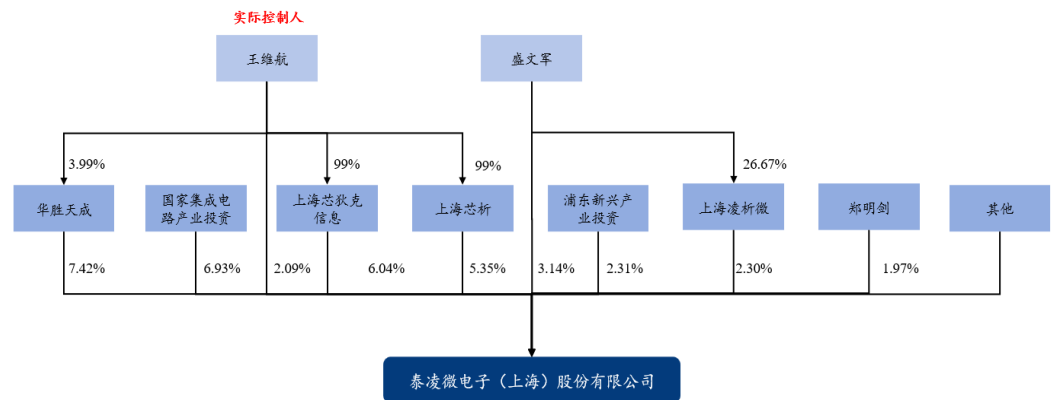 实际控制人
王维航
盛文军
3.99%
99%
99%
26.67%
华胜天成
国家集成电
路产业投资
上海芯狄克
信息
上海芯析
浦东新兴产
业投资
上海凌析微
郑明剑
其他
7.42%
6.93%
2.09%
6.04%
5.35%
3.14%
2.31%
2.30%
1.97%
泰凌微电子（上海）股份有限公司